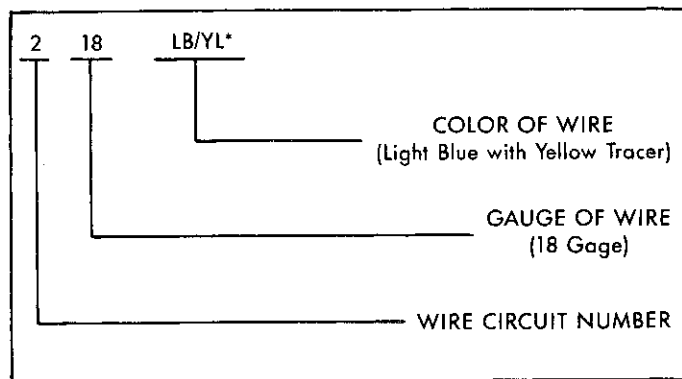 2 18 LB/YL*
COLOR OF WIRE
(Light Blue with Yellow Tracer)
GAUGE OF WIRE
(18 Gage)
WIRE CIRCUIT NUMBER